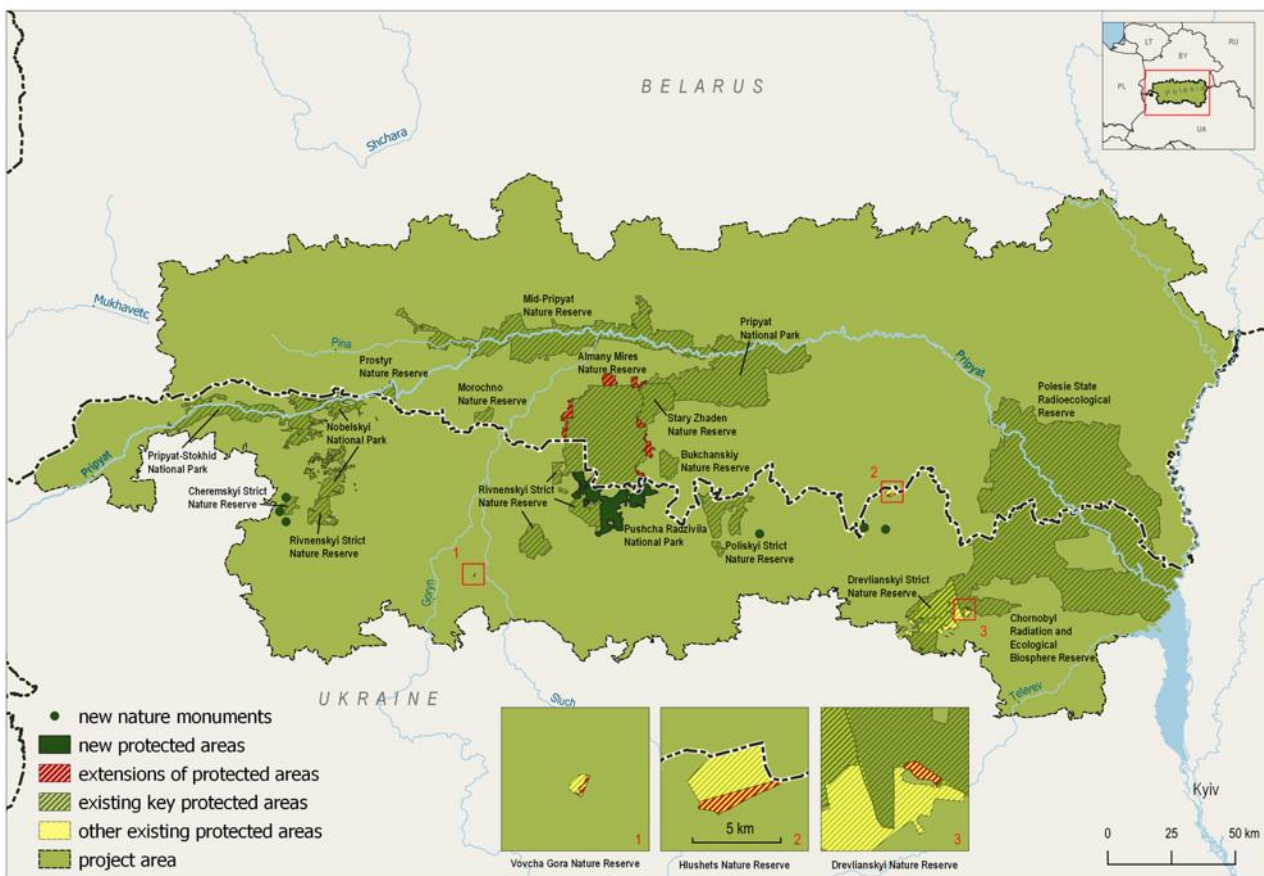 BELARUS
LT
BY
RU
PL
Polesia
UA
Shchara
Mukhavetc
Pina
Mid-Pripyat
Nature Reserve
Pripyat
National Park
Prostyr
Nature Reserve
Almany Mires
Nature Reserve
Morochno
Nature Reserve
Pripyat
Polesie State
Radioecological
Reserve
Stary Zhaden
Nature Reserve
Nobelskyi
National Park
Pripyat-Stokhid
National Park
Pripyat
Bukchanskiy
Nature Reserve
Cheremskyi Strict
Nature Reserve
Rivnenskyi Strict
Nature Reserve
2
Rivnenskyi Strict
Nature Reserve
Pushcha Radzivila
National Park
Poliskyi Strict
Nature Reserve
1
Goryn
Drevlianskyi Strict
Nature Reserve
3
Chornobyl
Radiation and
Ecological
Biosphere Reserve
Teterev
UKRAINE
Sluch
Kyiv
new nature monuments
new protected areas
extensions of protected areas
existing key protected areas
other existing protected areas
project area
1
Vovcha Gora Nature Reserve
5 km
2
Hlushets Nature Reserve
3
Drevlianskyi Nature Reserve
0 25 50 km